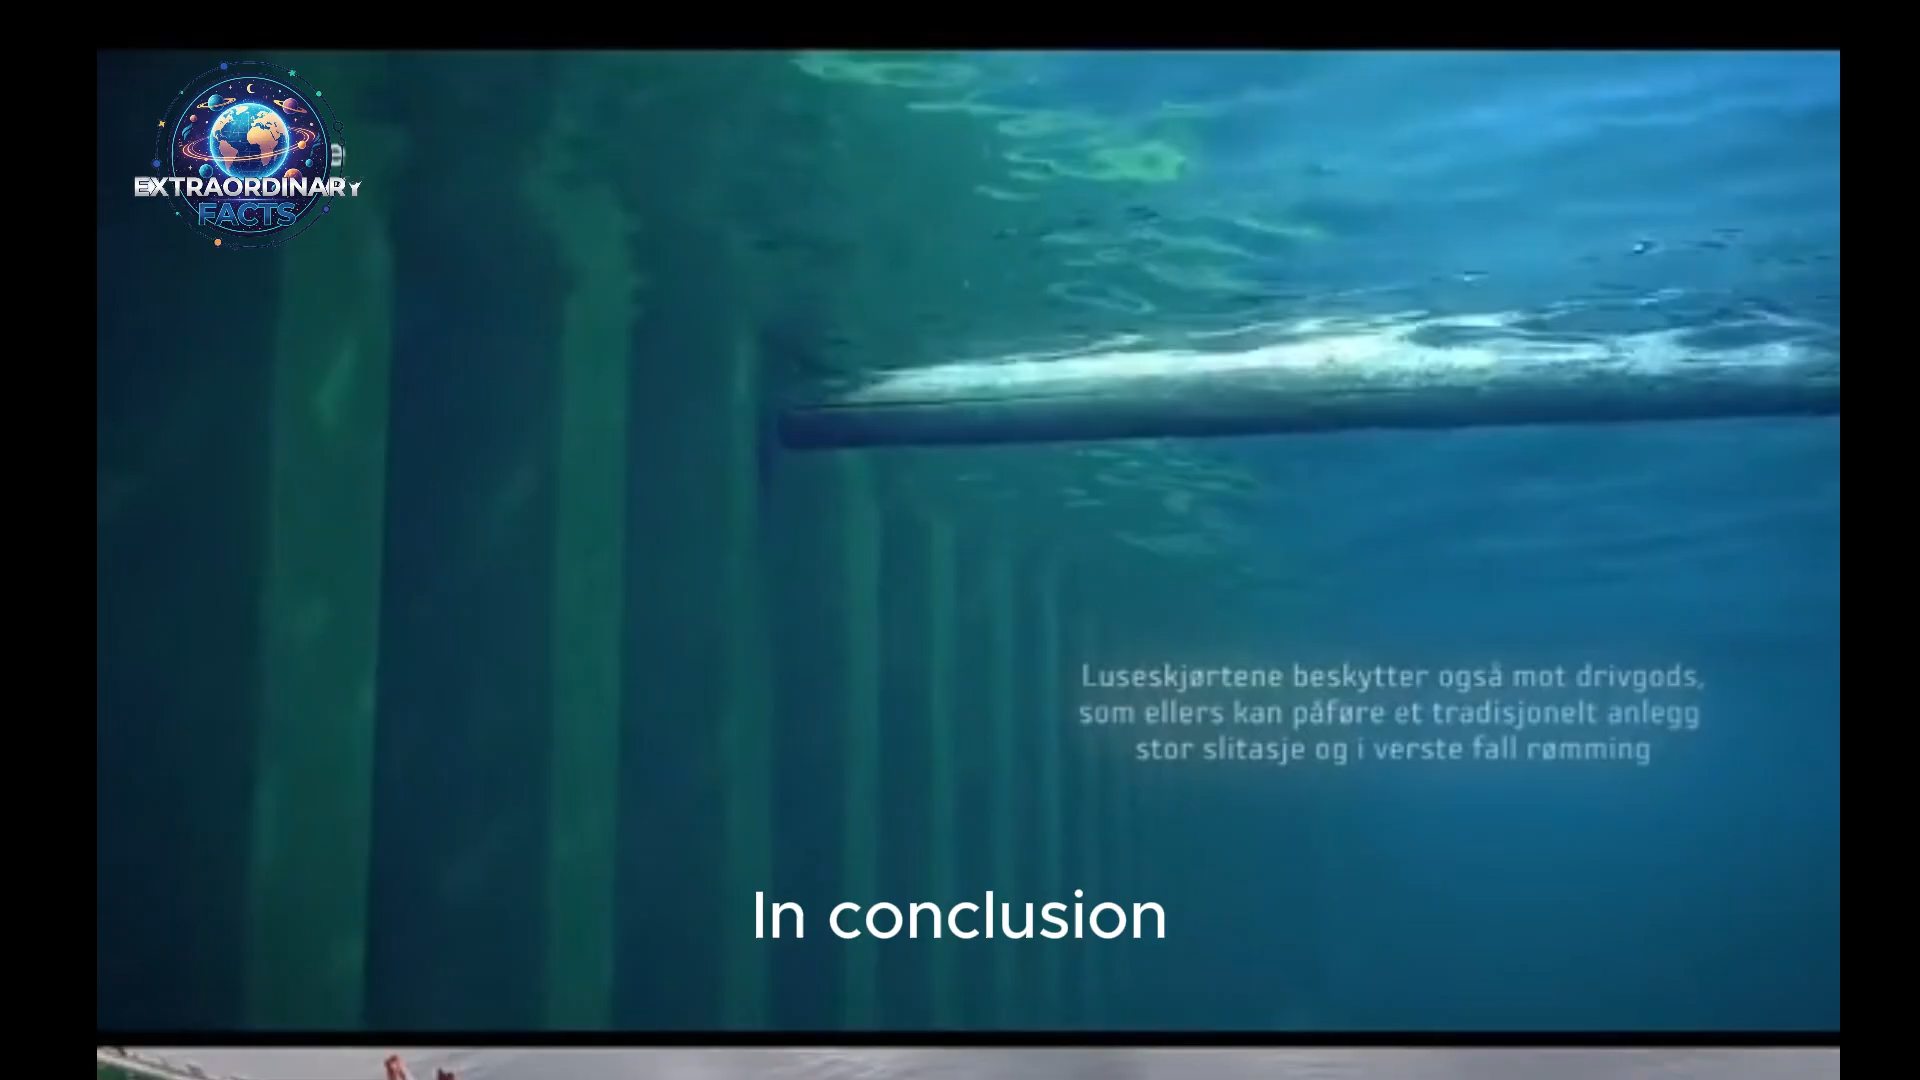 EXTRAORDINARY
FACTS
Luseskjørtene beskytter også mot drivgods,
som ellers kan påføre et tradisjonelt anlegg
stor slitasje og i verste fall rømming
In conclusion